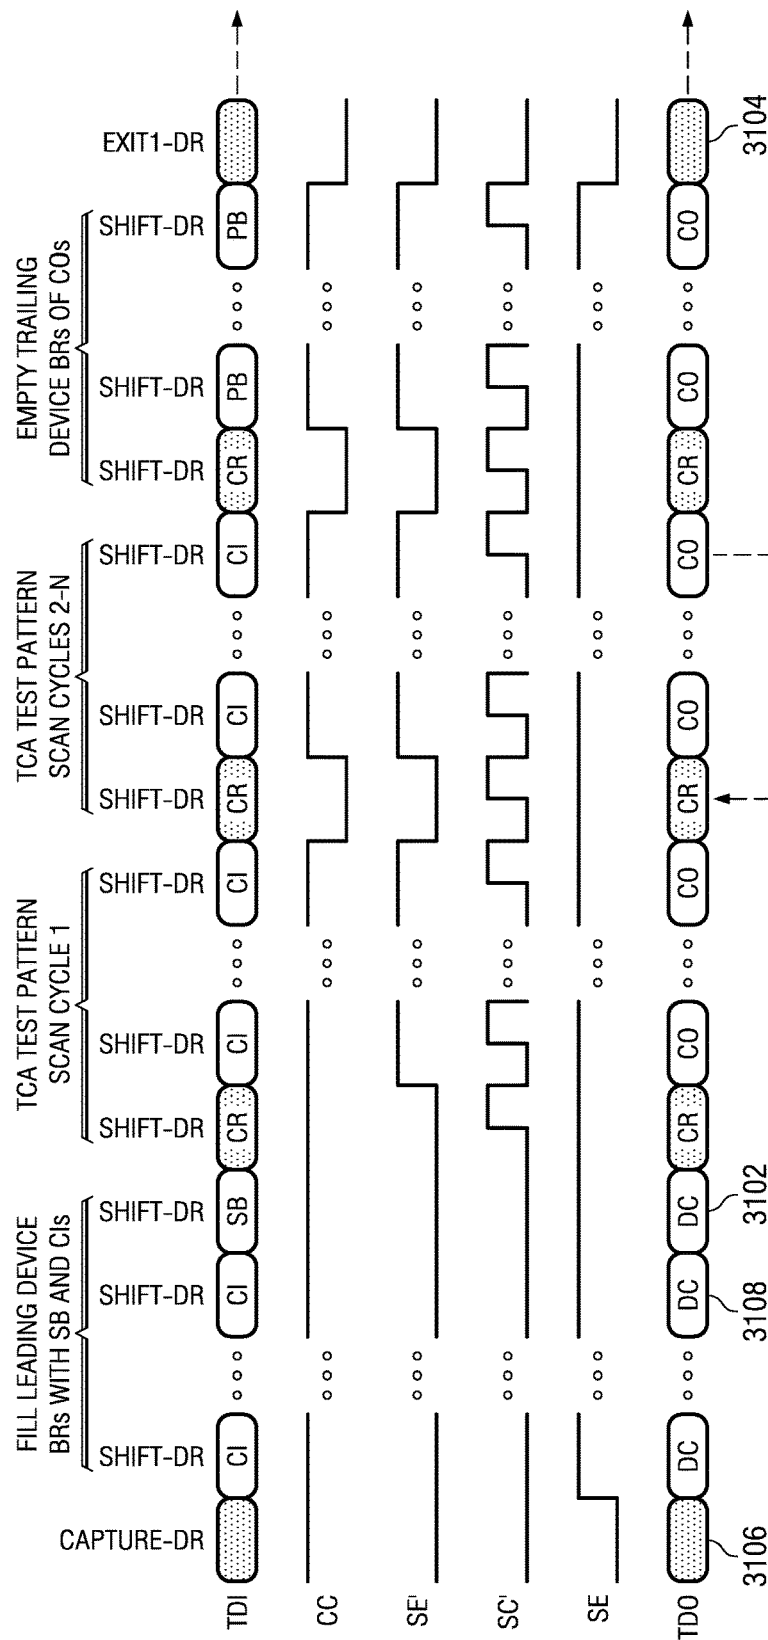 FILL LEADING DEVICE
BRs WITH SB AND CIs
TCA TEST PATTERN
SCAN CYCLE 1
TCA TEST PATTERN
SCAN CYCLES 2-N
EMPTY TRAILING
DEVICE BRs OF COs
CAPTURE-DR SHIFT-DR SHIFT-DR SHIFT-DR SHIFT-DR SHIFT-DR SHIFT-DR SHIFT-DR SHIFT-DR SHIFT-DR SHIFT-DR SHIFT-DR SHIFT-DR EXIT1-DR
TDI CI CI SB CR CI CI CR CI CI CR PB PB
CC
SE'
SC'
SE
TDO DC DC DC CR CO CO CR CO CO CR CO CO
3106 3108 3102 3104